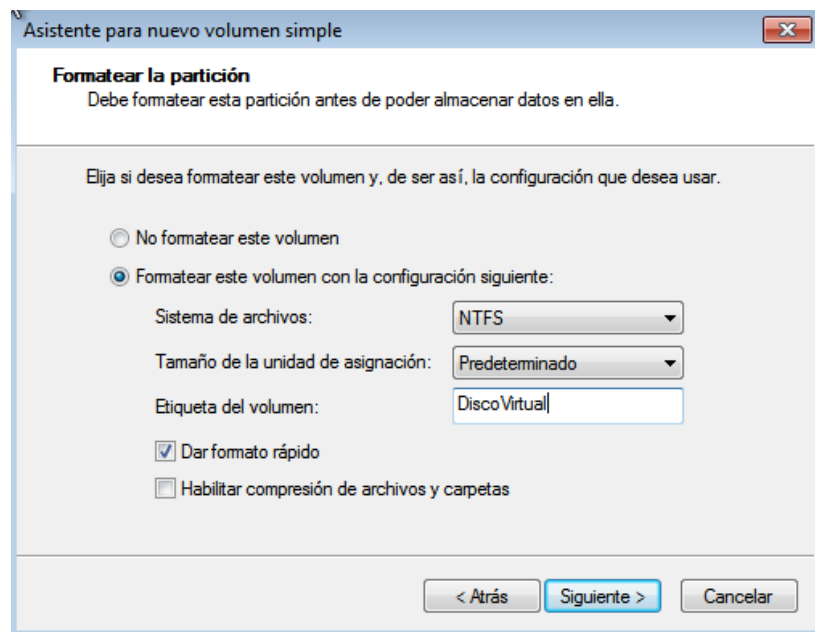 Asistente para nuevo volumen simple
Formatear la partición
Debe formatear esta partición antes de poder almacenar datos en ella.
Elija si desea formatear este volumen y, de ser así, la configuración que desea usar.
No formatear este volumen
Formatear este volumen con la configuración siguiente:
Sistema de archivos: NTFS
Tamaño de la unidad de asignación: Predeterminado
Etiqueta del volumen: DiscoVirtual
Dar formato rápido
Habilitar compresión de archivos y carpetas
< Atrás Siguiente > Cancelar